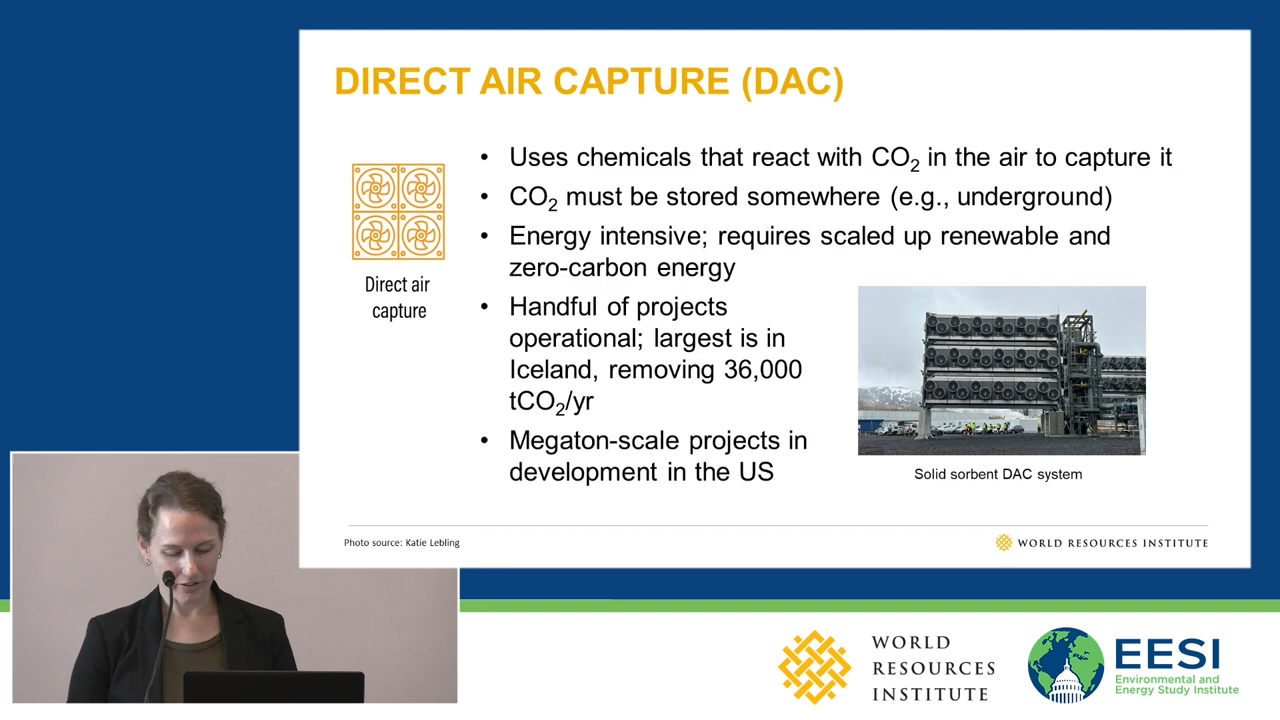 DIRECT AIR CAPTURE (DAC)
Direct air
capture
• Uses chemicals that react with CO2 in the air to capture it
• CO2 must be stored somewhere (e.g., underground)
• Energy intensive; requires scaled up renewable and
zero-carbon energy
• Handful of projects
operational; largest is in
Iceland, removing 36,000
tCO2/yr
• Megaton-scale projects in
development in the US
Solid sorbent DAC system
Photo source: Katie Lebling
WORLD RESOURCES INSTITUTE
WORLD
RESOURCES
INSTITUTE
EESI
Environmental and
Energy Study Institute